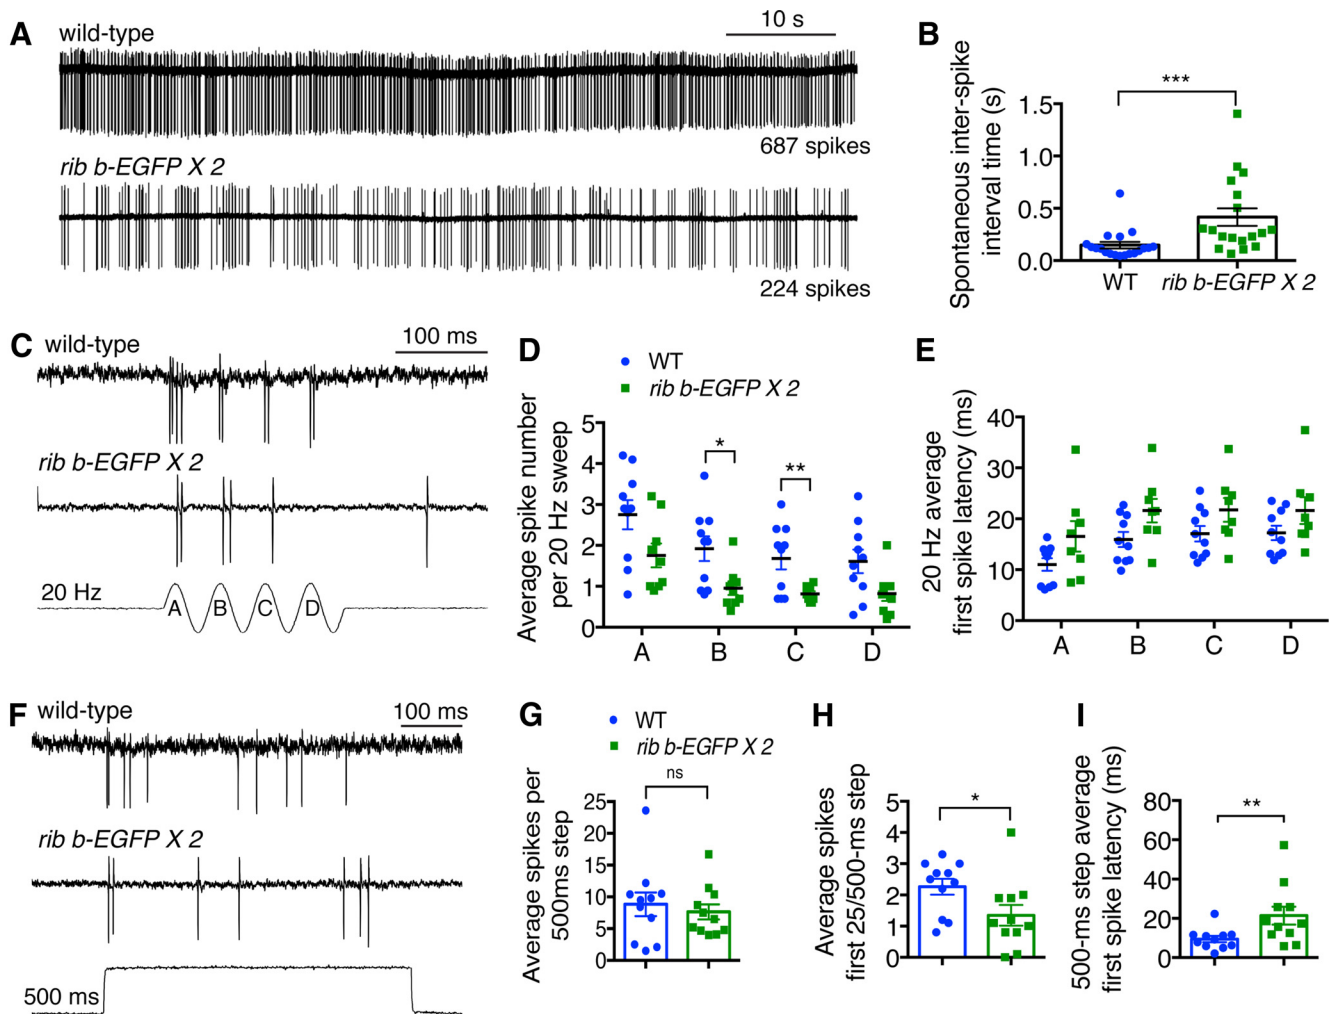 A
wild-type
10 s
687 spikes
rib b-EGFP X 2
224 spikes
B
Spontaneous inter-spike
interval time (s)
***
1.5
1.0
0.5
0.0
WT
rib b-EGFP X 2
C
wild-type
100 ms
rib b-EGFP X 2
20 Hz
A B C D
D
WT
rib b-EGFP X 2
Average spike number
per 20 Hz sweep
5
4
3
2
1
0
*
**
A B C D
E
20 Hz average
first spike latency (ms)
40
30
20
10
0
A B C D
F
wild-type
100 ms
rib b-EGFP X 2
500 ms
G
WT
rib b-EGFP X 2
Average spikes per
500ms step
ns
25
20
15
10
5
0
H
Average spikes
first 25/500-ms step
*
5
4
3
2
1
0
I
500-ms step average
first spike latency (ms)
**
80
60
40
20
0